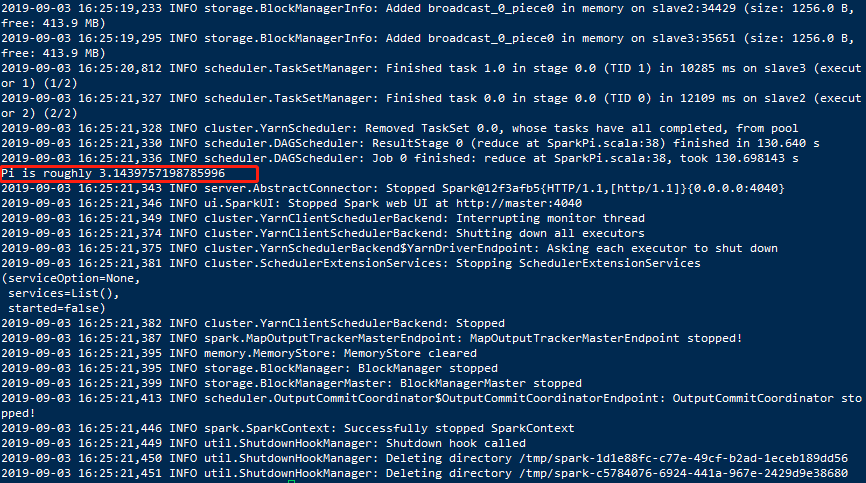 2019-09-03 16:25:19,233 INFO storage.BlockManagerInfo: Added broadcast_0_piece0 in memory on slave2:34429 (size: 1256.0 B,
free: 413.9 MB)
2019-09-03 16:25:19,295 INFO storage.BlockManagerInfo: Added broadcast_0_piece0 in memory on slave3:35651 (size: 1256.0 B,
free: 413.9 MB)
2019-09-03 16:25:20,812 INFO scheduler.TaskSetManager: Finished task 1.0 in stage 0.0 (TID 1) in 10285 ms on slave3 (execut
or 1) (1/2)
2019-09-03 16:25:21,327 INFO scheduler.TaskSetManager: Finished task 0.0 in stage 0.0 (TID 0) in 12109 ms on slave2 (execut
or 2) (2/2)
2019-09-03 16:25:21,328 INFO cluster.YarnScheduler: Removed TaskSet 0.0, whose tasks have all completed, from pool
2019-09-03 16:25:21,330 INFO scheduler.DAGScheduler: ResultStage 0 (reduce at SparkPi.scala:38) finished in 130.640 s
2019-09-03 16:25:21,336 INFO scheduler.DAGScheduler: Job 0 finished: reduce at SparkPi.scala:38, took 130.698143 s
Pi is roughly 3.1439757198785996
2019-09-03 16:25:21,343 INFO server.AbstractConnector: Stopped Spark@12f3afb5{HTTP/1.1,[http/1.1]}{0.0.0.0:4040}
2019-09-03 16:25:21,346 INFO ui.SparkUI: Stopped Spark web UI at http://master:4040
2019-09-03 16:25:21,349 INFO cluster.YarnClientSchedulerBackend: Interrupting monitor thread
2019-09-03 16:25:21,374 INFO cluster.YarnClientSchedulerBackend: Shutting down all executors
2019-09-03 16:25:21,375 INFO cluster.YarnSchedulerBackend$YarnDriverEndpoint: Asking each executor to shut down
2019-09-03 16:25:21,381 INFO cluster.SchedulerExtensionServices: Stopping SchedulerExtensionServices
(serviceOption=None,
 services=List(),
 started=false)
2019-09-03 16:25:21,382 INFO cluster.YarnClientSchedulerBackend: Stopped
2019-09-03 16:25:21,387 INFO spark.MapOutputTrackerMasterEndpoint: MapOutputTrackerMasterEndpoint stopped!
2019-09-03 16:25:21,395 INFO memory.MemoryStore: MemoryStore cleared
2019-09-03 16:25:21,395 INFO storage.BlockManager: BlockManager stopped
2019-09-03 16:25:21,399 INFO storage.BlockManagerMaster: BlockManagerMaster stopped
2019-09-03 16:25:21,413 INFO scheduler.OutputCommitCoordinator$OutputCommitCoordinatorEndpoint: OutputCommitCoordinator sto
pped!
2019-09-03 16:25:21,446 INFO spark.SparkContext: Successfully stopped SparkContext
2019-09-03 16:25:21,449 INFO util.ShutdownHookManager: Shutdown hook called
2019-09-03 16:25:21,450 INFO util.ShutdownHookManager: Deleting directory /tmp/spark-1d1e88fc-c77e-49cf-b2ad-1eceb189dd56
2019-09-03 16:25:21,451 INFO util.ShutdownHookManager: Deleting directory /tmp/spark-c5784076-6924-441a-967e-2429d9e38680